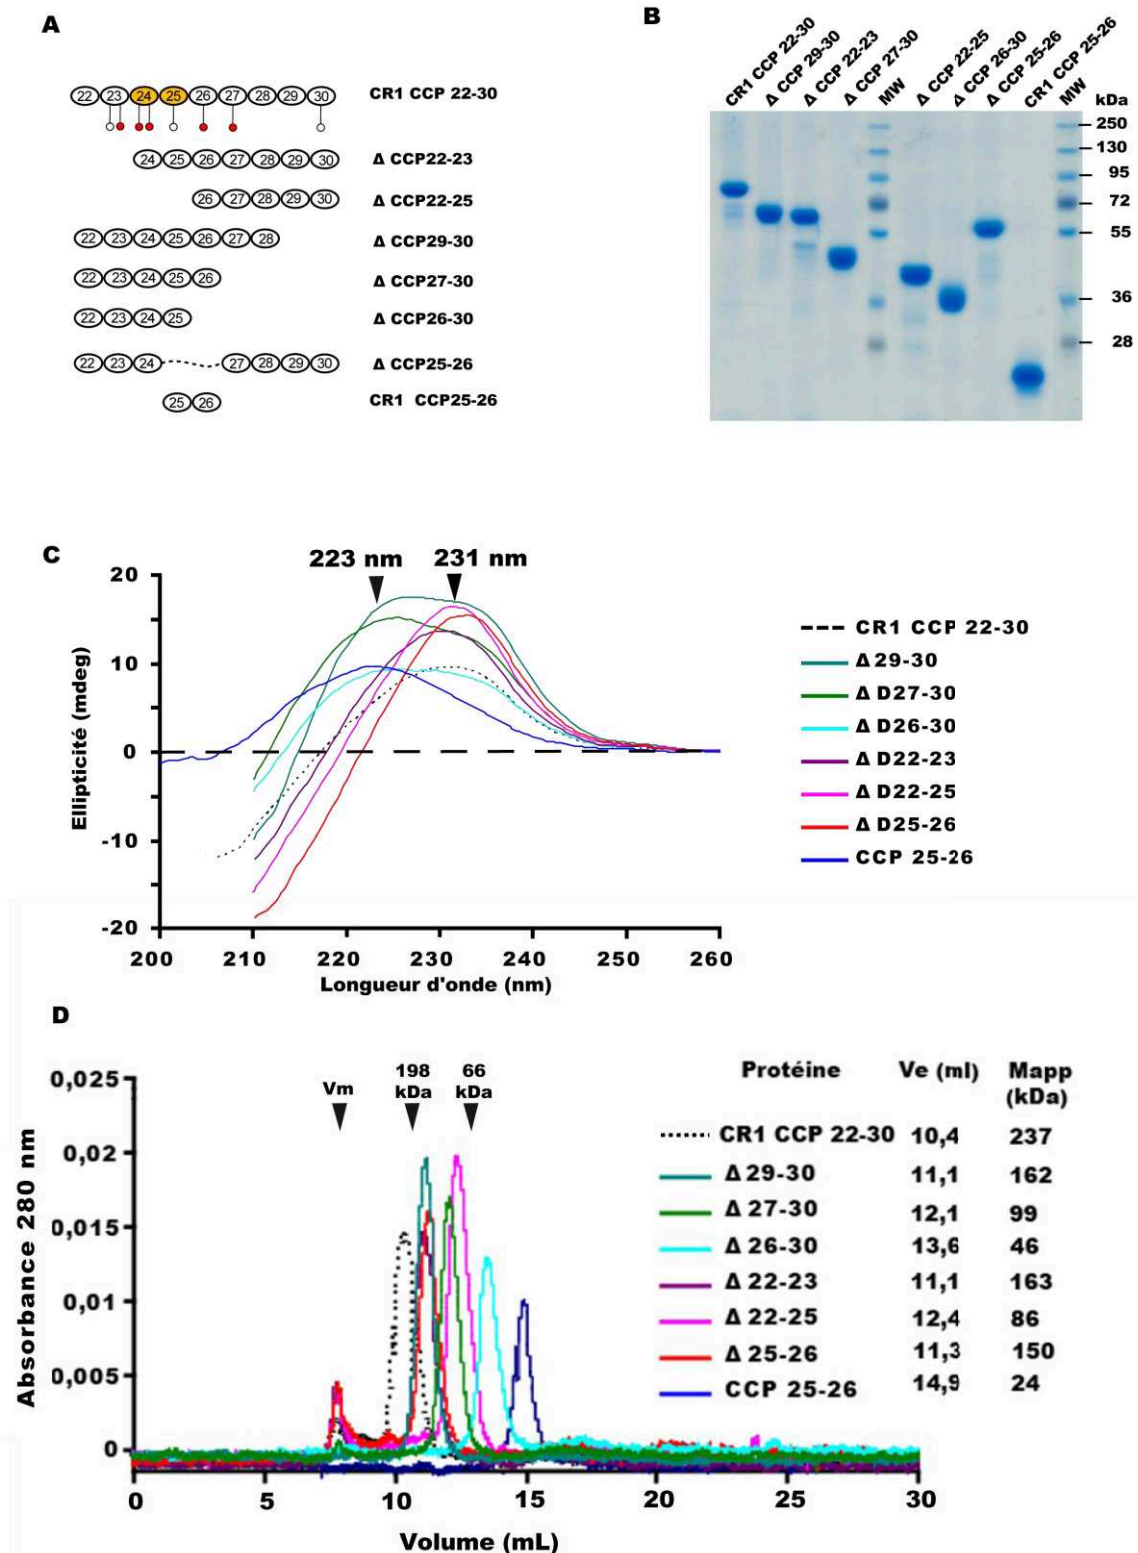 A
22 23 24 25 26 27 28 29 30 CR1 CCP 22-30
24 25 26 27 28 29 30 Δ CCP22-23
26 27 28 29 30 Δ CCP22-25
22 23 24 25 26 27 28 Δ CCP29-30
22 23 24 25 26 Δ CCP27-30
22 23 24 25 Δ CCP26-30
22 23 24 27 28 29 30 Δ CCP25-26
25 26 CR1 CCP25-26
B
CR1 CCP 22-30
Δ CCP 29-30
Δ CCP 22-23
Δ CCP 27-30
MW
Δ CCP 22-25
Δ CCP 26-30
Δ CCP 25-26
CR1 CCP 25-26
MW
kDa
250
130
95
72
55
36
28
C
223 nm 231 nm
20
10
0
-10
-20
Ellipticité (mdeg)
200 210 220 230 240 250 260
Longueur d'onde (nm)
CR1 CCP 22-30
Δ 29-30
Δ D27-30
Δ D26-30
Δ D22-23
Δ D22-25
Δ D25-26
CCP 25-26
D
Vm
198 kDa
66 kDa
0,025
0,02
0,015
0,01
0,005
0
Absorbance 280 nm
0 5 10 15 20 25 30
Volume (mL)
Protéine Ve (ml) Mapp (kDa)
CR1 CCP 22-30 10,4 237
Δ 29-30 11,1 162
Δ 27-30 12,1 99
Δ 26-30 13,6 46
Δ 22-23 11,1 163
Δ 22-25 12,4 86
Δ 25-26 11,3 150
CCP 25-26 14,9 24